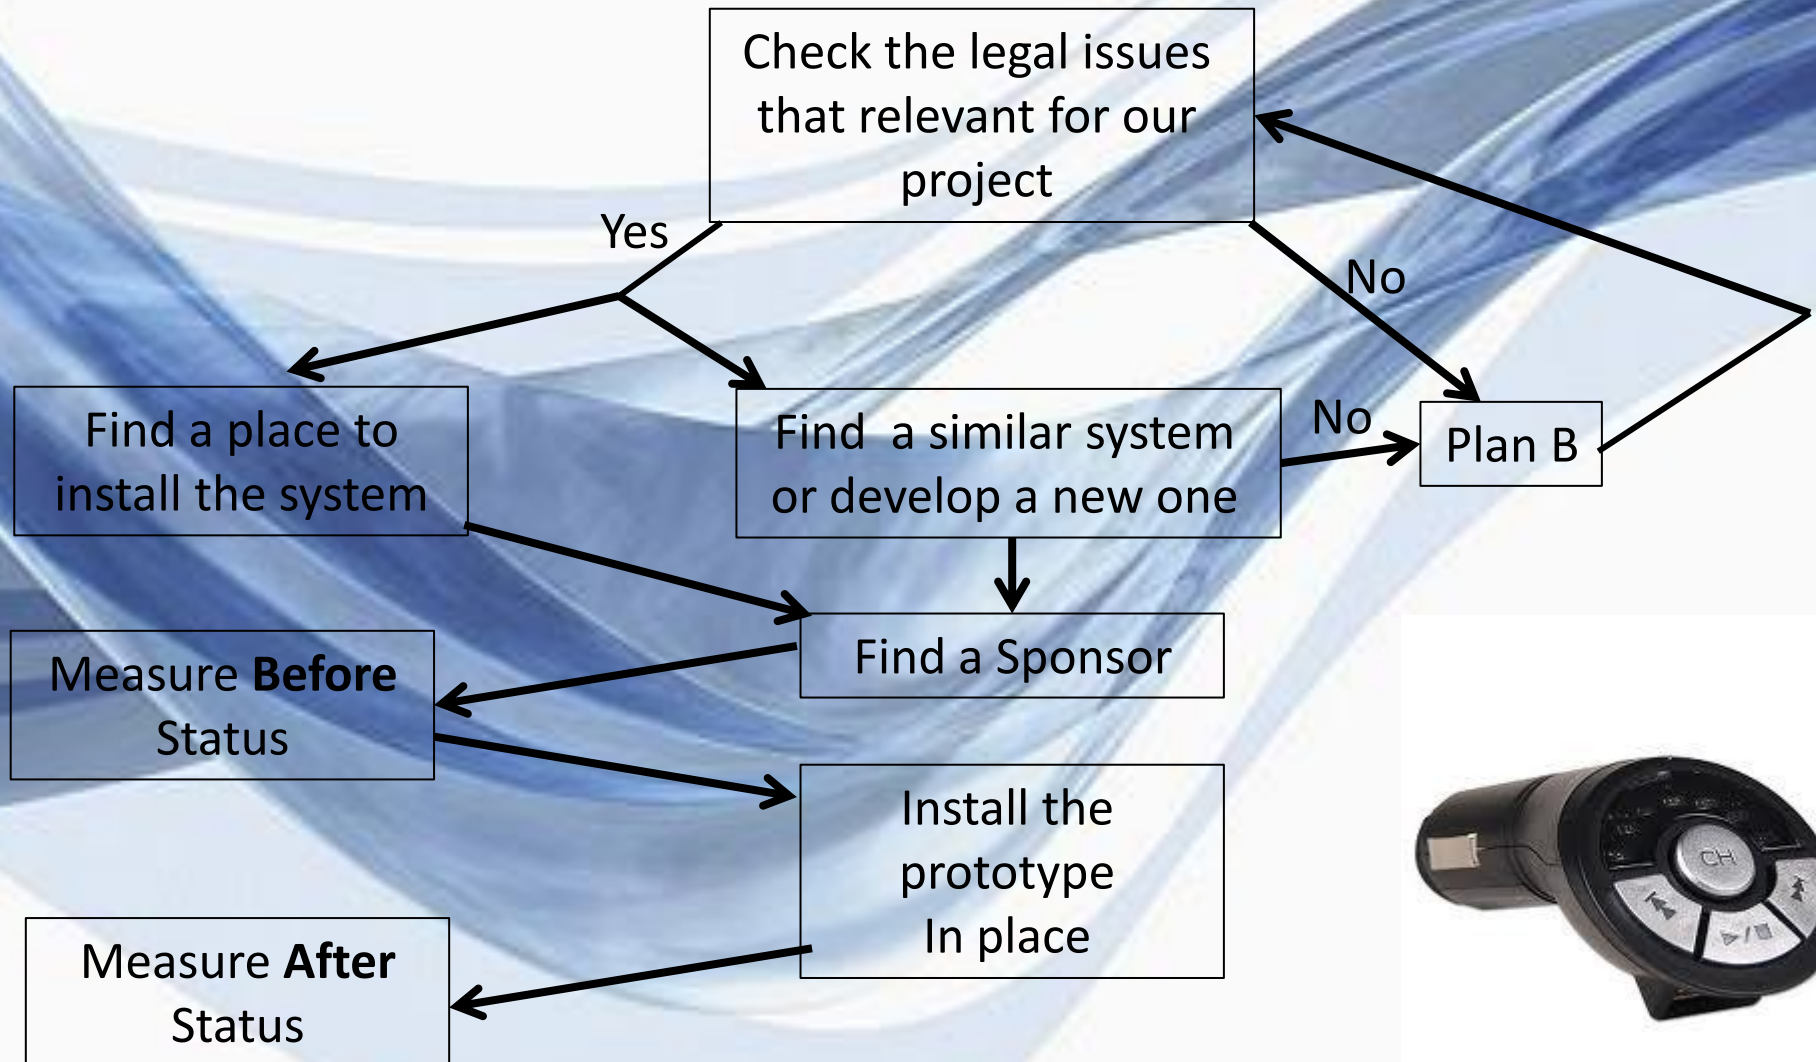 Check the legal issues
that relevant for our
project
Yes
No
Find a place to
install the system
Find a similar system
or develop a new one
No
Plan B
Find a Sponsor
Measure Before
Status
Install the
prototype
In place
Measure After
Status
CH